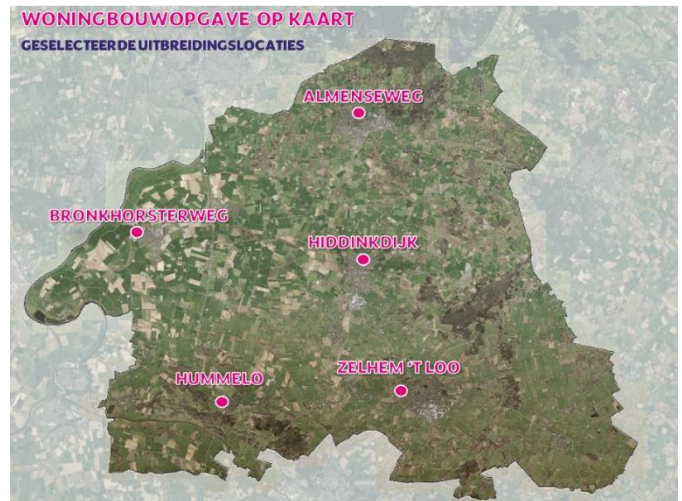 WONINGBOUWOPGAVE OP KAART
GESELECTEERDE UITBREIDINGSLOCATIES
ALMENSEWEG
BRONKHORSTERWEG
HIDDINKDIJK
HUMMELO
ZELHEM 'T LOO